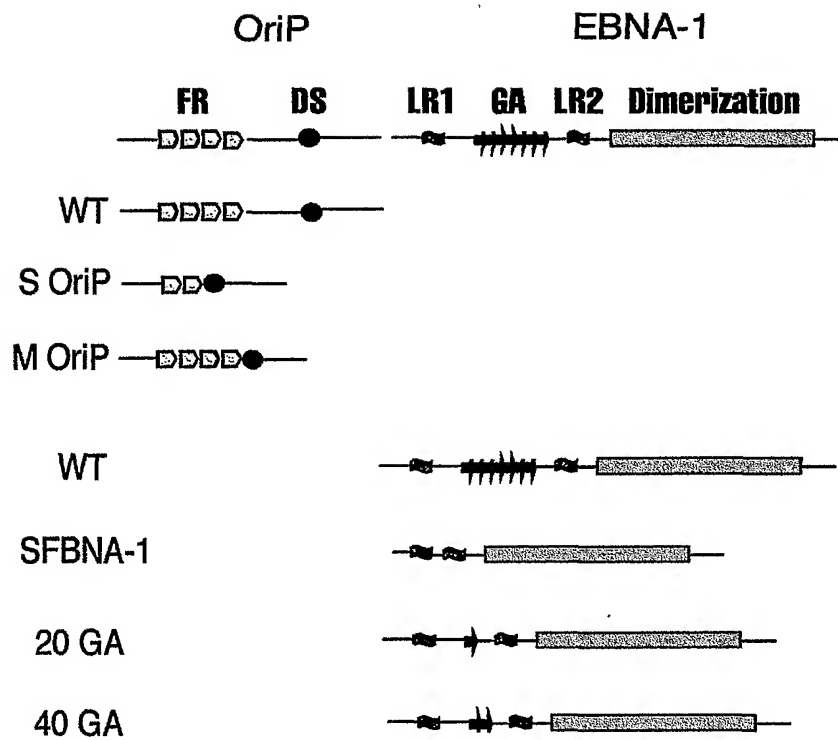 OriP EBNA-1
FR DS LR1 GA LR2 Dimerization
WT
S OriP
M OriP
WT
SFBNA-1
20 GA
40 GA